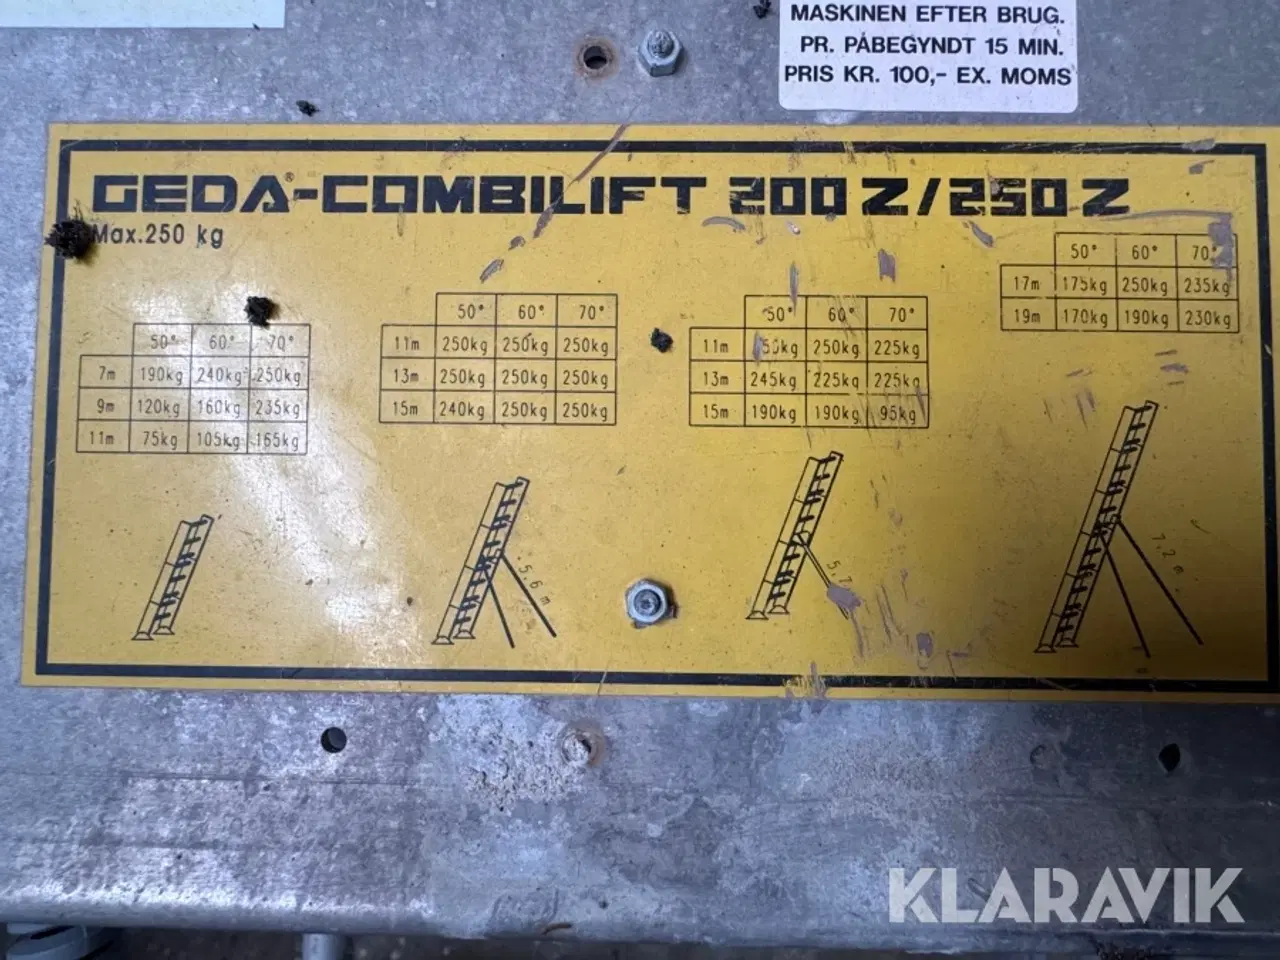 MASKINEN EFTER BRUG.
PR. PÅBEGYNDT 15 MIN.
PRIS KR. 100,- EX. MOMS
GEDA®-COMBILIFT 200 Z/250 Z
Max.250 kg
50° 60° 70°
7m 190kg 240kg 250kg
9m 120kg 160kg 235kg
11m 75kg 105kg 165kg
50° 60° 70°
11m 250kg 250kg 250kg
13m 250kg 250kg 250kg
15m 240kg 250kg 250kg
50° 60° 70°
11m 250kg 225kg
13m 245kg 225kg 225kg
15m 190kg 190kg 95kg
50° 60° 70°
17m 175kg 250kg 235kg
19m 170kg 190kg 230kg
5,6 m
5,7
7,2 m
KLARAVIK